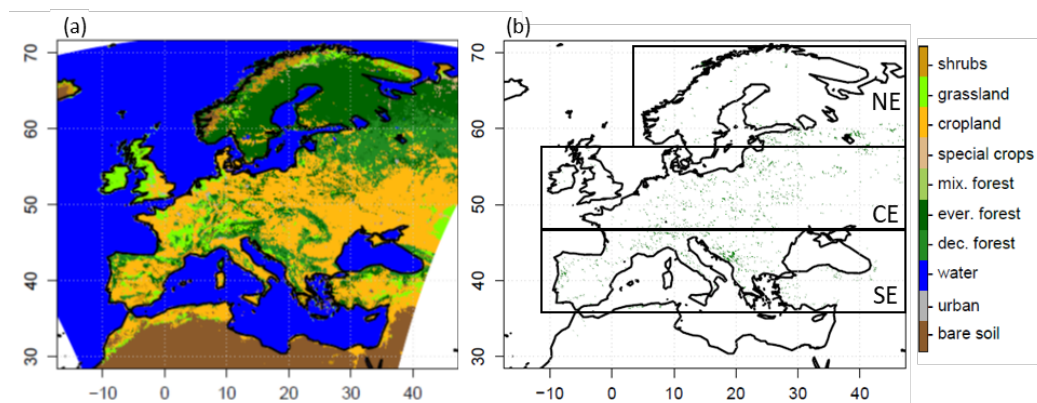 (a)
70
60
50
40
30
−10 0 10 20 30 40
(b)
70
60
50
40
30
NE
CE
SE
−10 0 10 20 30 40
shrubs
grassland
cropland
special crops
mix. forest
ever. forest
dec. forest
water
urban
bare soil